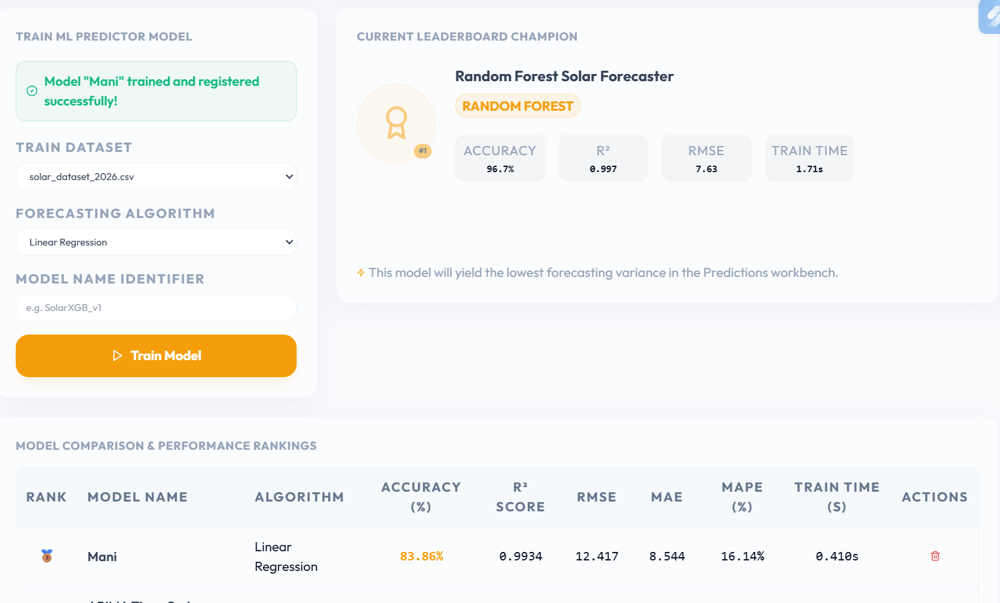 TRAIN ML PREDICTOR MODEL
Model "Mani" trained and registered
successfully!
TRAIN DATASET
solar_dataset_2026.csv
FORECASTING ALGORITHM
Linear Regression
MODEL NAME IDENTIFIER
e.g. SolarXGB_v1
Train Model
CURRENT LEADERBOARD CHAMPION
#1
Random Forest Solar Forecaster
RANDOM FOREST
ACCURACY R² RMSE TRAIN TIME
96.7% 0.997 7.63 1.71s
This model will yield the lowest forecasting variance in the Predictions workbench.
MODEL COMPARISON & PERFORMANCE RANKINGS
RANK MODEL NAME ALGORITHM ACCURACY (%) R² SCORE RMSE MAE MAPE (%) TRAIN TIME (S) ACTIONS
3 Mani Linear Regression 83.86% 0.9934 12.417 8.544 16.14% 0.410s